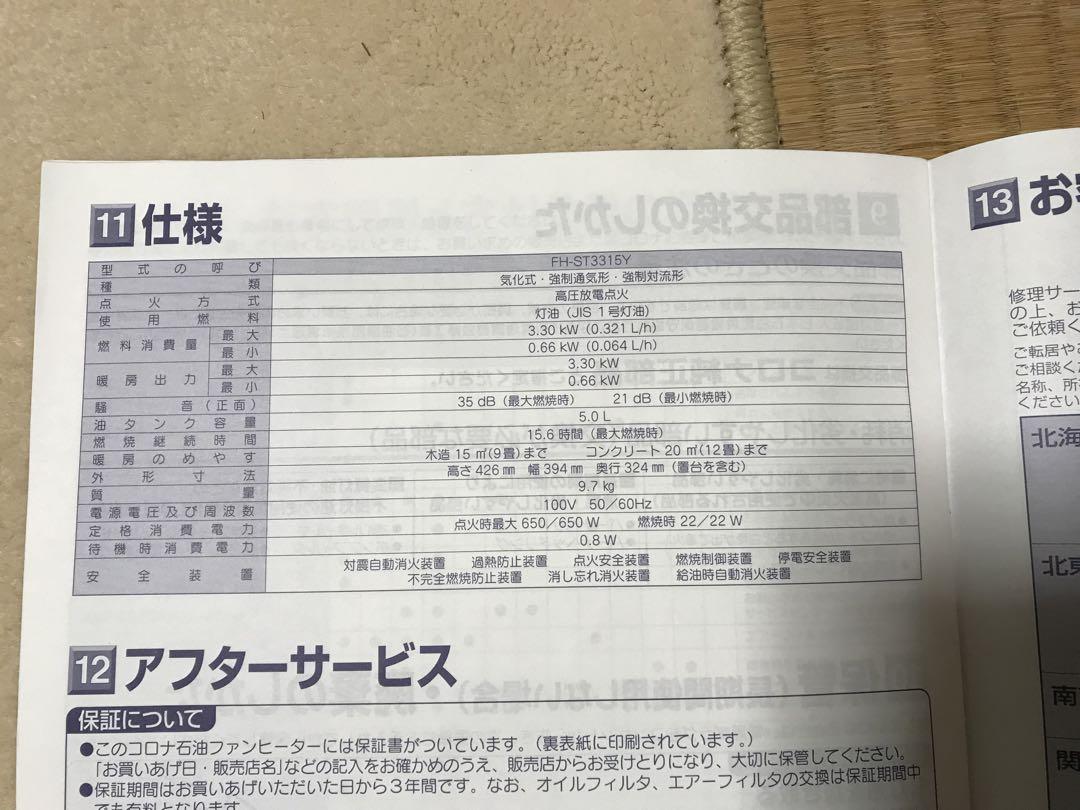 11 仕様
型式の呼び FH-ST3315Y
種類 気化式・強制通気形・強制対流形
点火方式 高圧放電点火
使用燃料 灯油（JIS 1号灯油）
燃料消費量 最大 3.30 kW（0.321 L/h）
最小 0.66 kW（0.064 L/h）
暖房出力 最大 3.30 kW
最小 0.66 kW
騒音（正面） 35 dB（最大燃焼時） 21 dB（最小燃焼時）
油タンク容量 5.0 L
燃焼継続時間 15.6 時間（最大燃焼時）
暖房のめやす 木造 15 ㎡（9畳）まで コンクリート 20 ㎡（12畳）まで
外形寸法 高さ 426 ㎜ 幅 394 ㎜ 奥行 324 ㎜（置台を含む）
質量 9.7 ㎏
電源電圧及び周波数 100V 50／60Hz
定格消費電力 点火時最大 650／650 W 燃焼時 22／22 W
待機時消費電力 0.8 W
安全装置 対震自動消火装置 過熱防止装置 点火安全装置 燃焼制御装置 停電安全装置
不完全燃焼防止装置 消し忘れ消火装置 給油時自動消火装置
12 アフターサービス
保証について
●このコロナ石油ファンヒーターには保証書がついています。（裏表紙に印刷されています。）
「お買いあげ日・販売店名」などの記入をお確かめのうえ、販売店からお受けとりになり、大切に保管してください。
●保証期間はお買いあげいただいた日から3年間です。なお、オイルフィルタ、エアーフィルタの交換は保証期間中
でも有料となります。
13 お客
修理サー
の上、お
ご依頼く
ご転居や
ご相談くだ
名称、所
ください
北海
北東
南
関